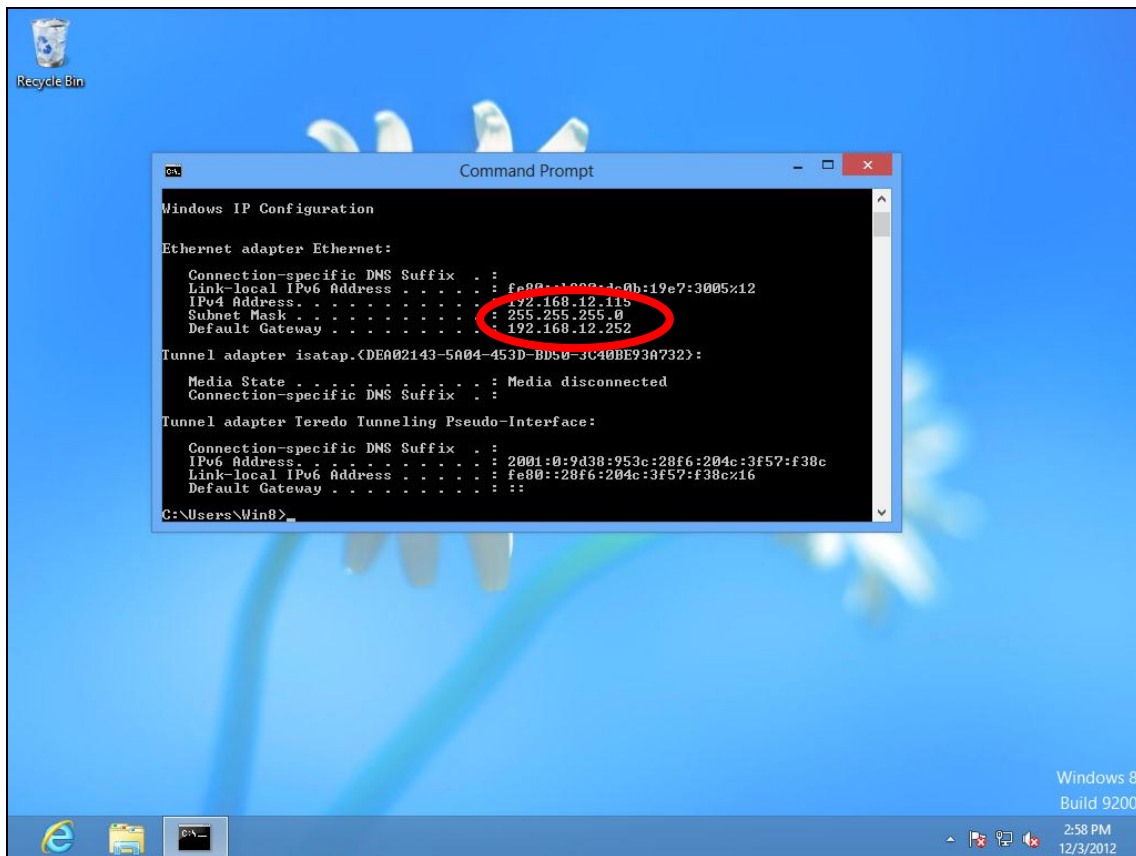 Recycle Bin
Command Prompt
Windows IP Configuration
Ethernet adapter Ethernet:
Connection-specific DNS Suffix . :
Link-local IPv6 Address . . . . . : :3005%12
IPv4 Address. . . . . . . . . . . : 192.168.12.115
Subnet Mask . . . . . . . . . . . : 255.255.255.0
Default Gateway . . . . . . . . . : 192.168.12.252
Tunnel adapter isatap.{DEA02143-5A04-453D-BD50-3C40BE93A732}:
Media State . . . . . . . . . . . : Media disconnected
Connection-specific DNS Suffix . :
Tunnel adapter Teredo Tunneling Pseudo-Interface:
Connection-specific DNS Suffix . :
IPv6 Address. . . . . . . . . . . : 2001:0:9d38:953c:28f6:204c:3f57:f38c
Link-local IPv6 Address . . . . . : fe80::28f6:204c:3f57:f38c%16
Default Gateway . . . . . . . . . : ::
C:\Users\Win8>_
Windows 8
Build 9200
2:58 PM
12/3/2012